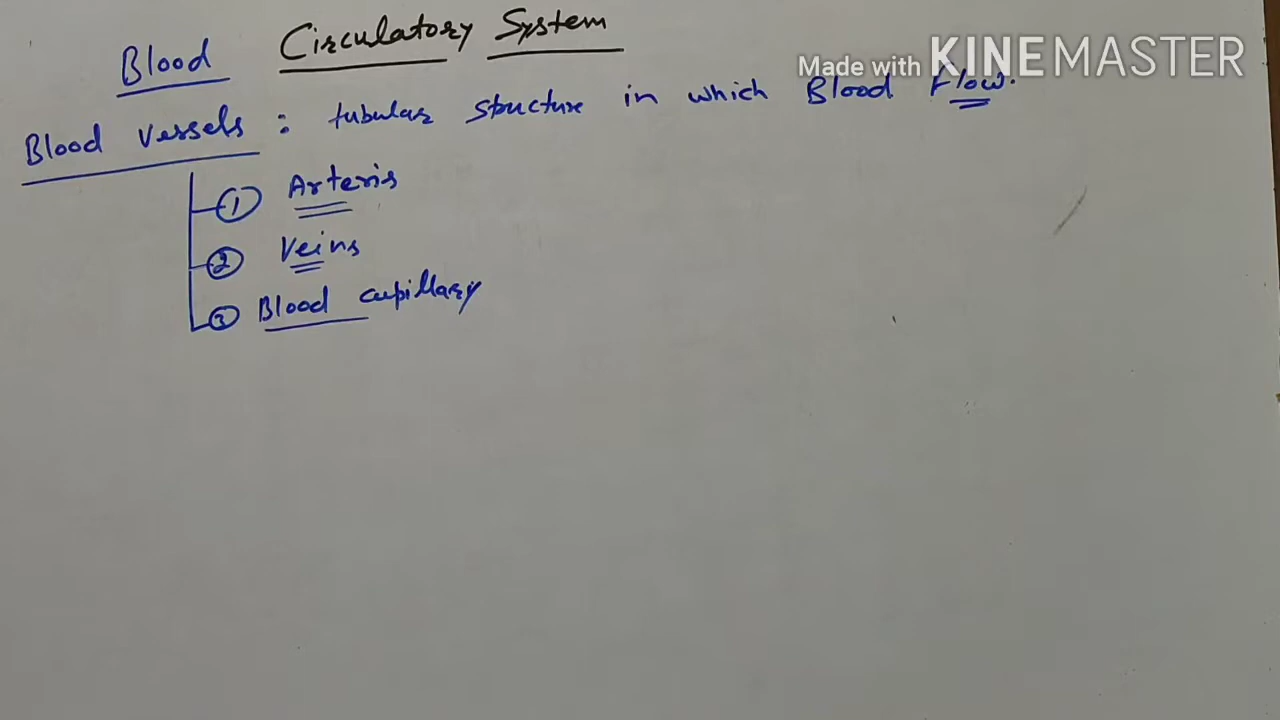 Blood Circulatory System
Made with KINEMASTER
Blood Vessels : tubular structure in which Blood Flow.
① Arteris
② Veins
③ Blood cupillary